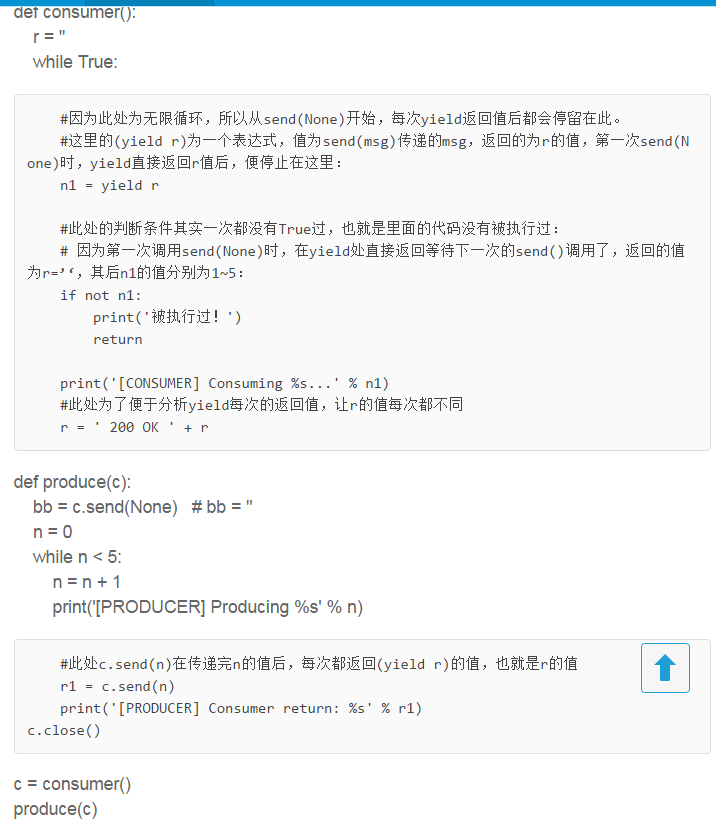 def consumer():
    r = ''
    while True:
    #因为此处为无限循环，所以从send(None)开始，每次yield返回值后都会停留在此。
    #这里的(yield r)为一个表达式，值为send(msg)传递的msg，返回的为r的值，第一次send(N
one)时，yield直接返回r值后，便停止在这里：
    n1 = yield r
    #此处的判断条件其实一次都没有True过，也就是里面的代码没有被执行过：
    # 因为第一次调用send(None)时，在yield处直接返回等待下一次的send()调用了，返回的值
为r=’‘，其后n1的值分别为1~5：
    if not n1:
        print('被执行过！')
        return
    print('[CONSUMER] Consuming %s...' % n1)
    #此处为了便于分析yield每次的返回值，让r的值每次都不同
    r = ' 200 OK ' + r
def produce(c):
    bb = c.send(None)   # bb = ''
    n = 0
    while n < 5:
        n = n + 1
        print('[PRODUCER] Producing %s' % n)
    #此处c.send(n)在传递完n的值后，每次都返回(yield r)的值，也就是r的值
    r1 = c.send(n)
    print('[PRODUCER] Consumer return: %s' % r1)
c.close()
c = consumer()
produce(c)